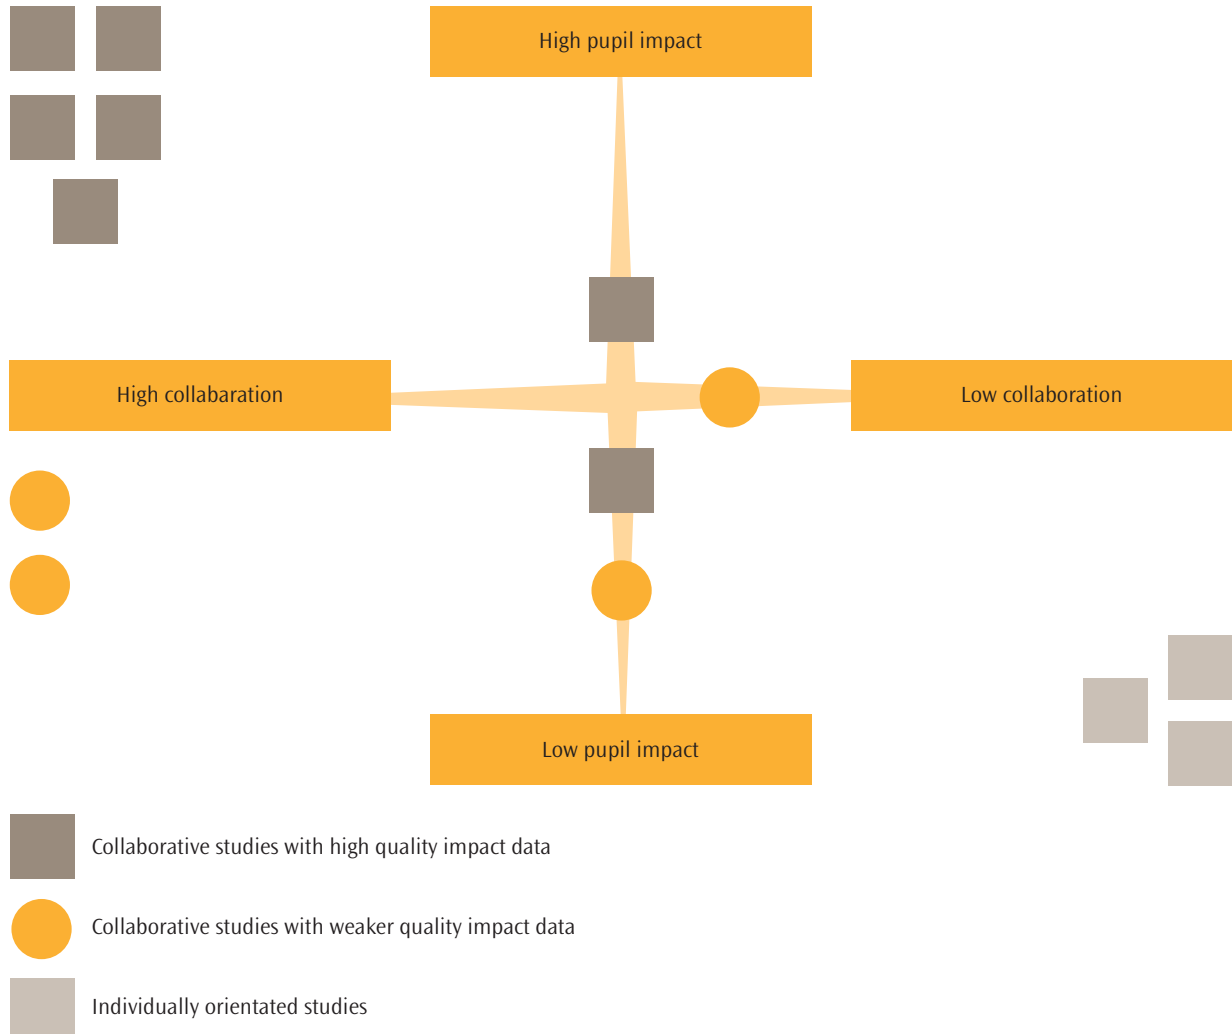 High pupil impact
High collabaration
Low collaboration
Low pupil impact
Collaborative studies with high quality impact data
Collaborative studies with weaker quality impact data
Individually orientated studies